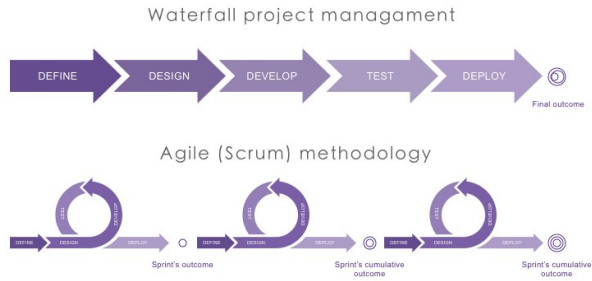 Waterfall project managament
DEFINE DESIGN DEVELOP TEST DEPLOY
Final outcome
Agile (Scrum) methodology
TEST DEVELOP TEST DEVELOP TEST DEVELOP
DEFINE DESIGN DEPLOY DEFINE DESIGN DEPLOY DEFINE DESIGN DEPLOY
Sprint's outcome Sprint's cumulative Sprint's cumulative
outcome outcome